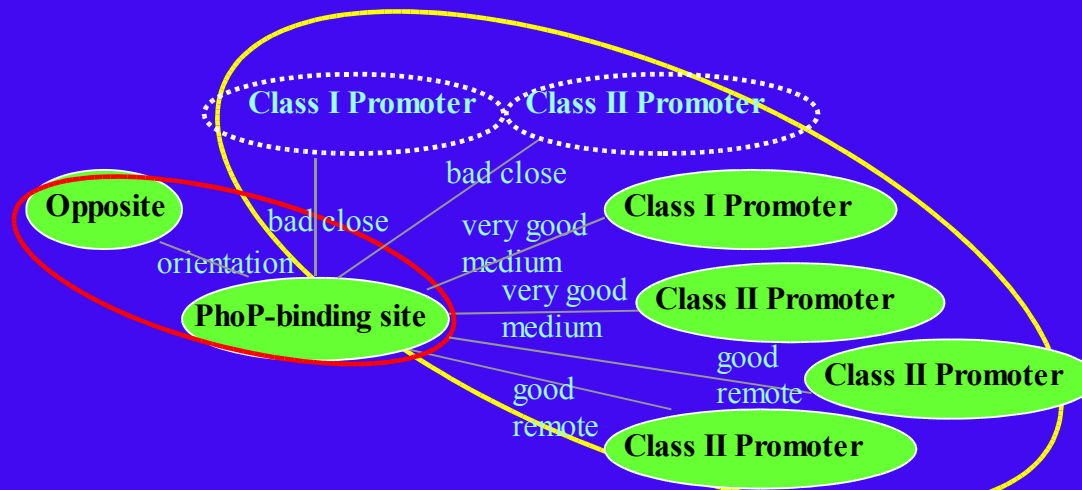 Class I Promoter
Class II Promoter
bad close
Opposite
Class I Promoter
bad close
very good
medium
orientation
very good
medium
Class II Promoter
PhoP-binding site
good
remote
Class II Promoter
good
remote
Class II Promoter